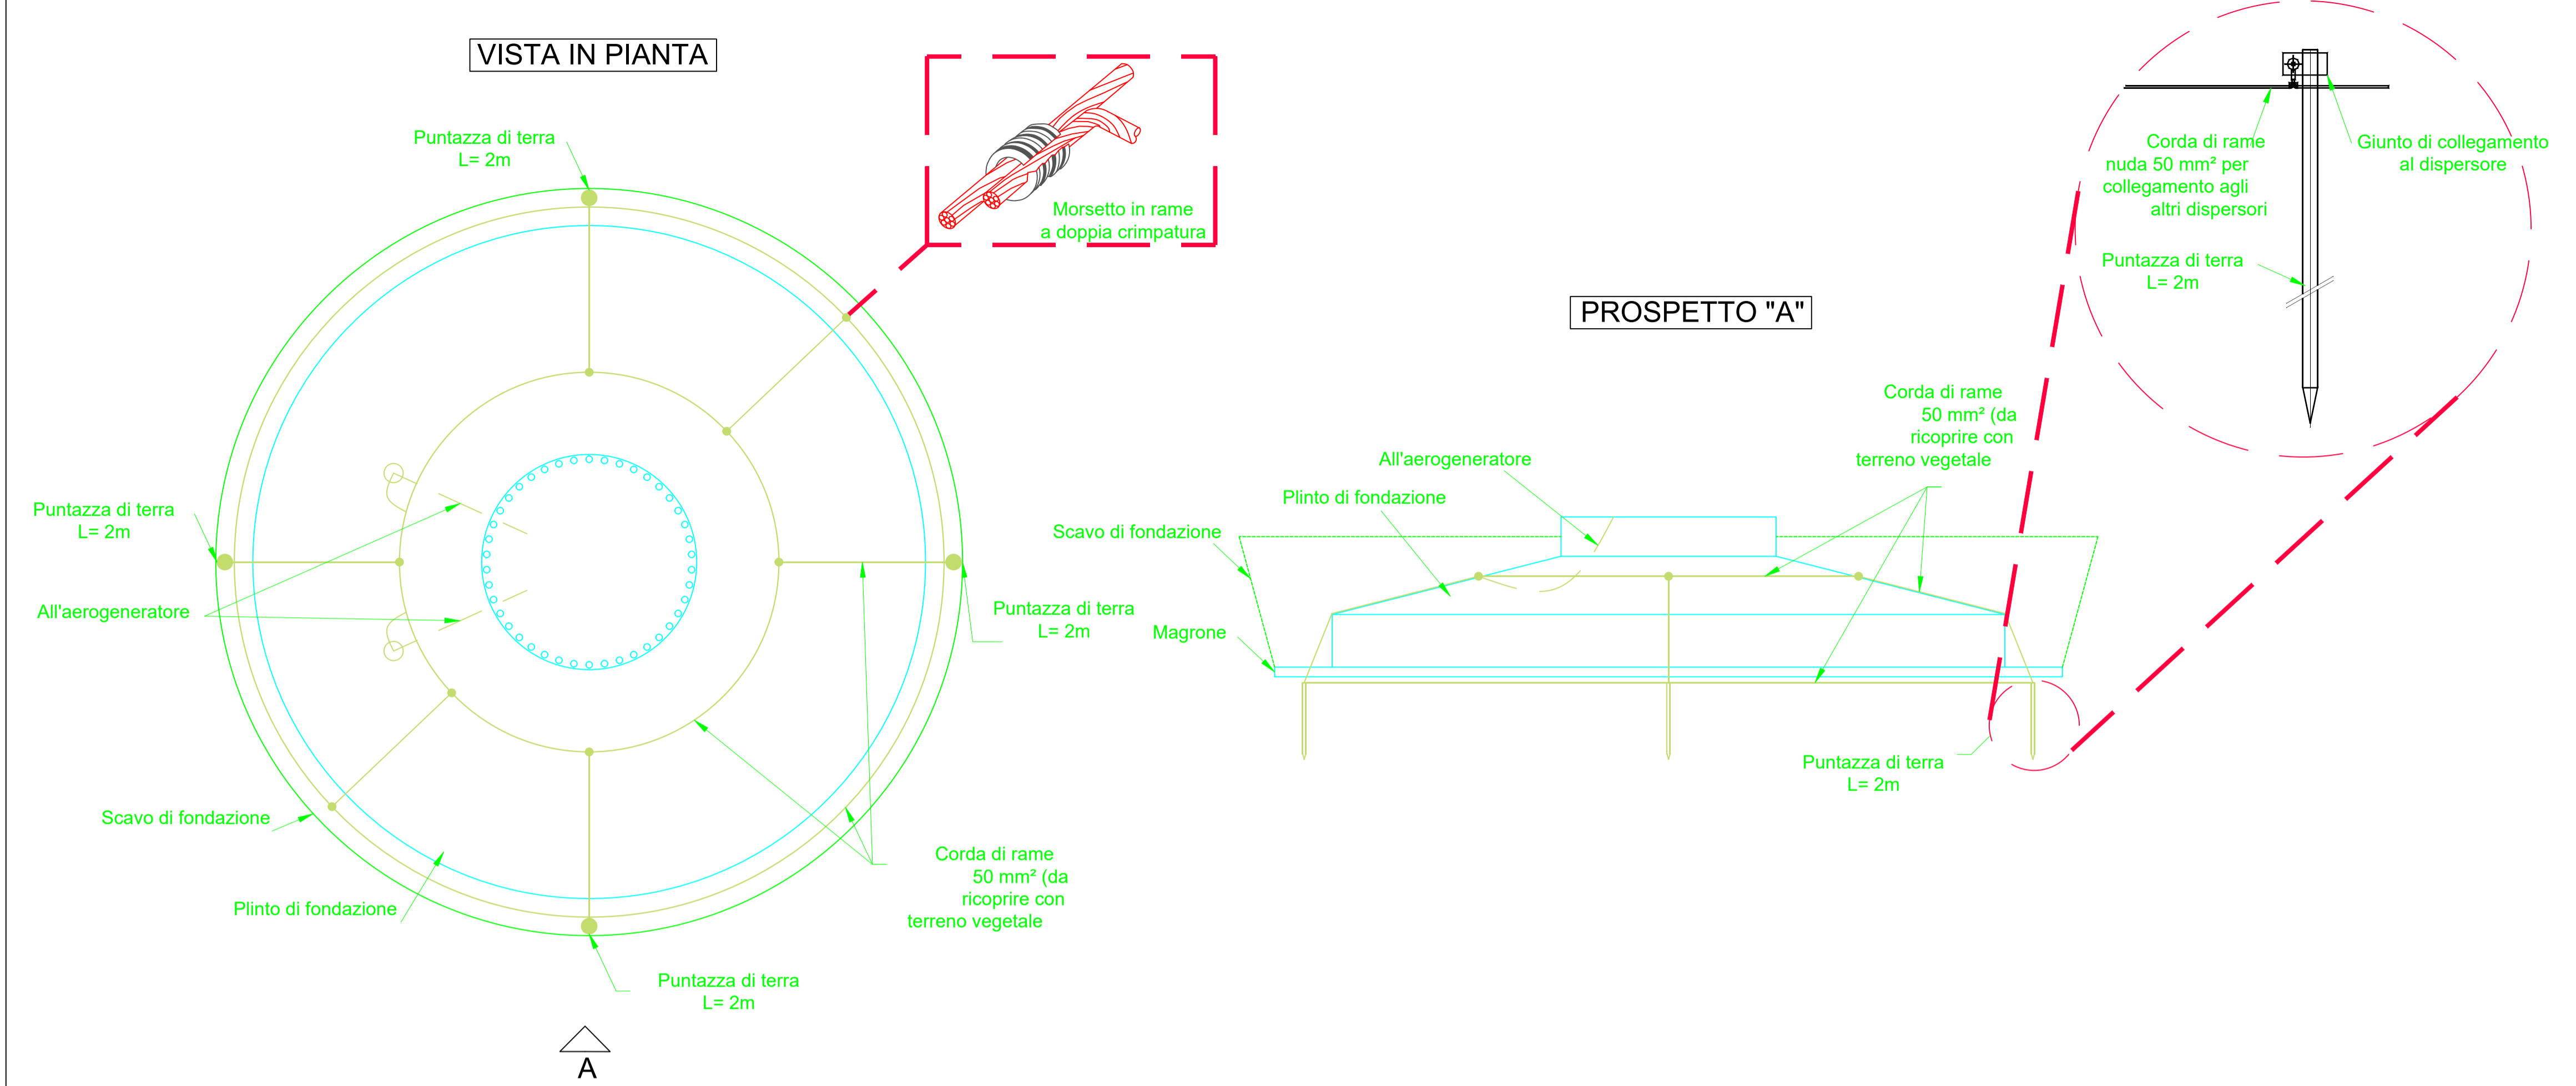 VISTA IN PIANTA
Puntazza di terra
L= 2m
Morsetto in rame
a doppia crimpatura
Puntazza di terra
L= 2m
All'aerogeneratore
Puntazza di terra
L= 2m
Scavo di fondazione
Plinto di fondazione
Corda di rame
50 mm² (da
ricoprire con
terreno vegetale
Puntazza di terra
L= 2m
A
PROSPETTO "A"
Corda di rame
50 mm² (da
ricoprire con
terreno vegetale
All'aerogeneratore
Plinto di fondazione
Scavo di fondazione
Magrone
Puntazza di terra
L= 2m
Corda di rame
nuda 50 mm² per
collegamento agli
altri dispersori
Giunto di collegamento
al dispersore
Puntazza di terra
L= 2m